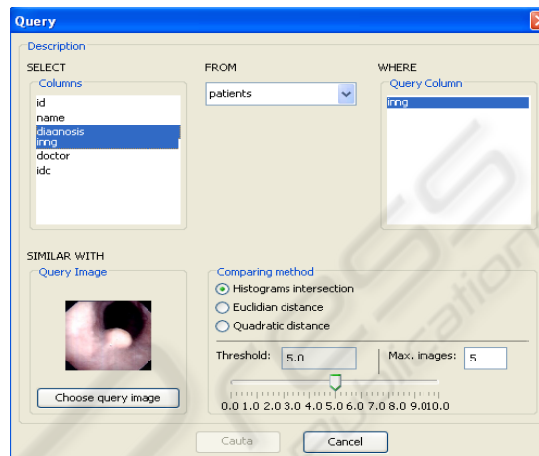 Query
Description
SELECT
Columns
id
name
diagnosis
inng
doctor
idc
FROM
patients
WHERE
Query Column
inng
SIMILAR WITH
Query Image
Choose query image
Comparing method
Histograms intersection
Euclidian cistance
Quadratic distance
Threshold: 5.0
Max. images: 5
0.0 1.0 2.0 3.0 4.0 5.0 6.0 7.0 8.0 9.010.0
Cauta
Cancel